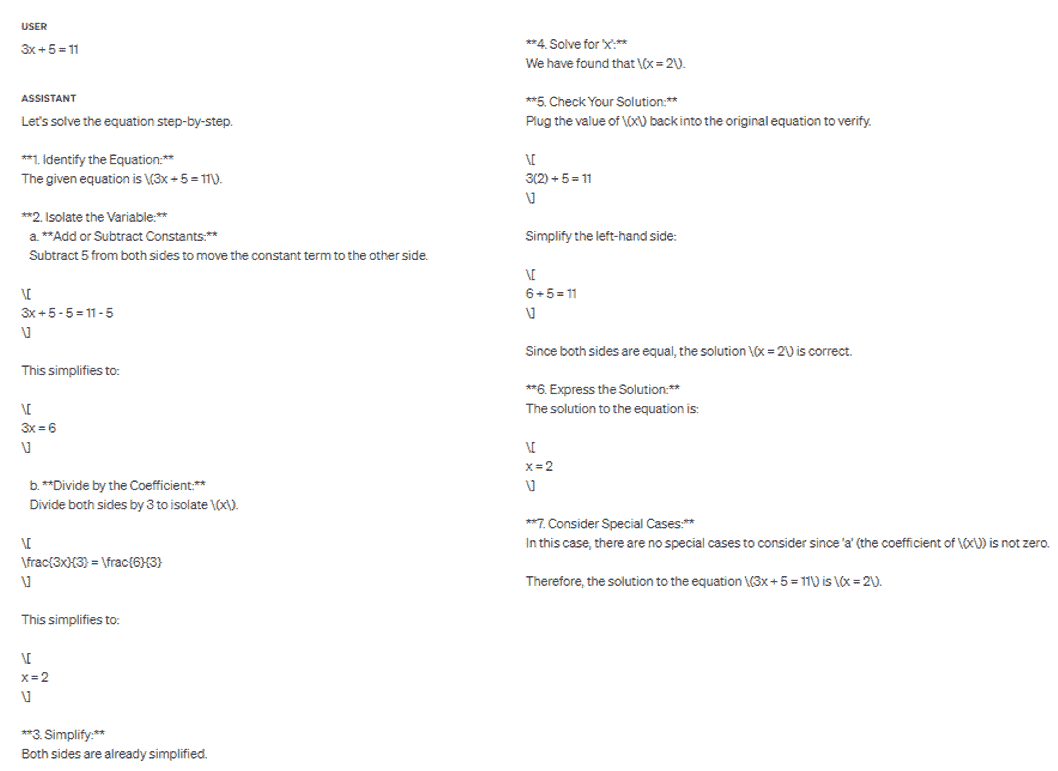 USER
3x + 5 = 11
ASSISTANT
Let's solve the equation step-by-step.
**1. Identify the Equation:**
The given equation is \(3x + 5 = 11\).
**2. Isolate the Variable:**
a. **Add or Subtract Constants:**
Subtract 5 from both sides to move the constant term to the other side.
\[
3x + 5 - 5 = 11 - 5
\]
This simplifies to:
\[
3x = 6
\]
b. **Divide by the Coefficient:**
Divide both sides by 3 to isolate \(x\).
\[
\frac{3x}{3} = \frac{6}{3}
\]
This simplifies to:
\[
x = 2
\]
**3. Simplify:**
Both sides are already simplified.
**4. Solve for 'x':**
We have found that \(x = 2\).
**5. Check Your Solution:**
Plug the value of \(x\) back into the original equation to verify.
\[
3(2) + 5 = 11
\]
Simplify the left-hand side:
\[
6 + 5 = 11
\]
Since both sides are equal, the solution \(x = 2\) is correct.
**6. Express the Solution:**
The solution to the equation is:
\[
x = 2
\]
**7. Consider Special Cases:**
In this case, there are no special cases to consider since 'a' (the coefficient of \(x\)) is not zero.
Therefore, the solution to the equation \(3x + 5 = 11\) is \(x = 2\).